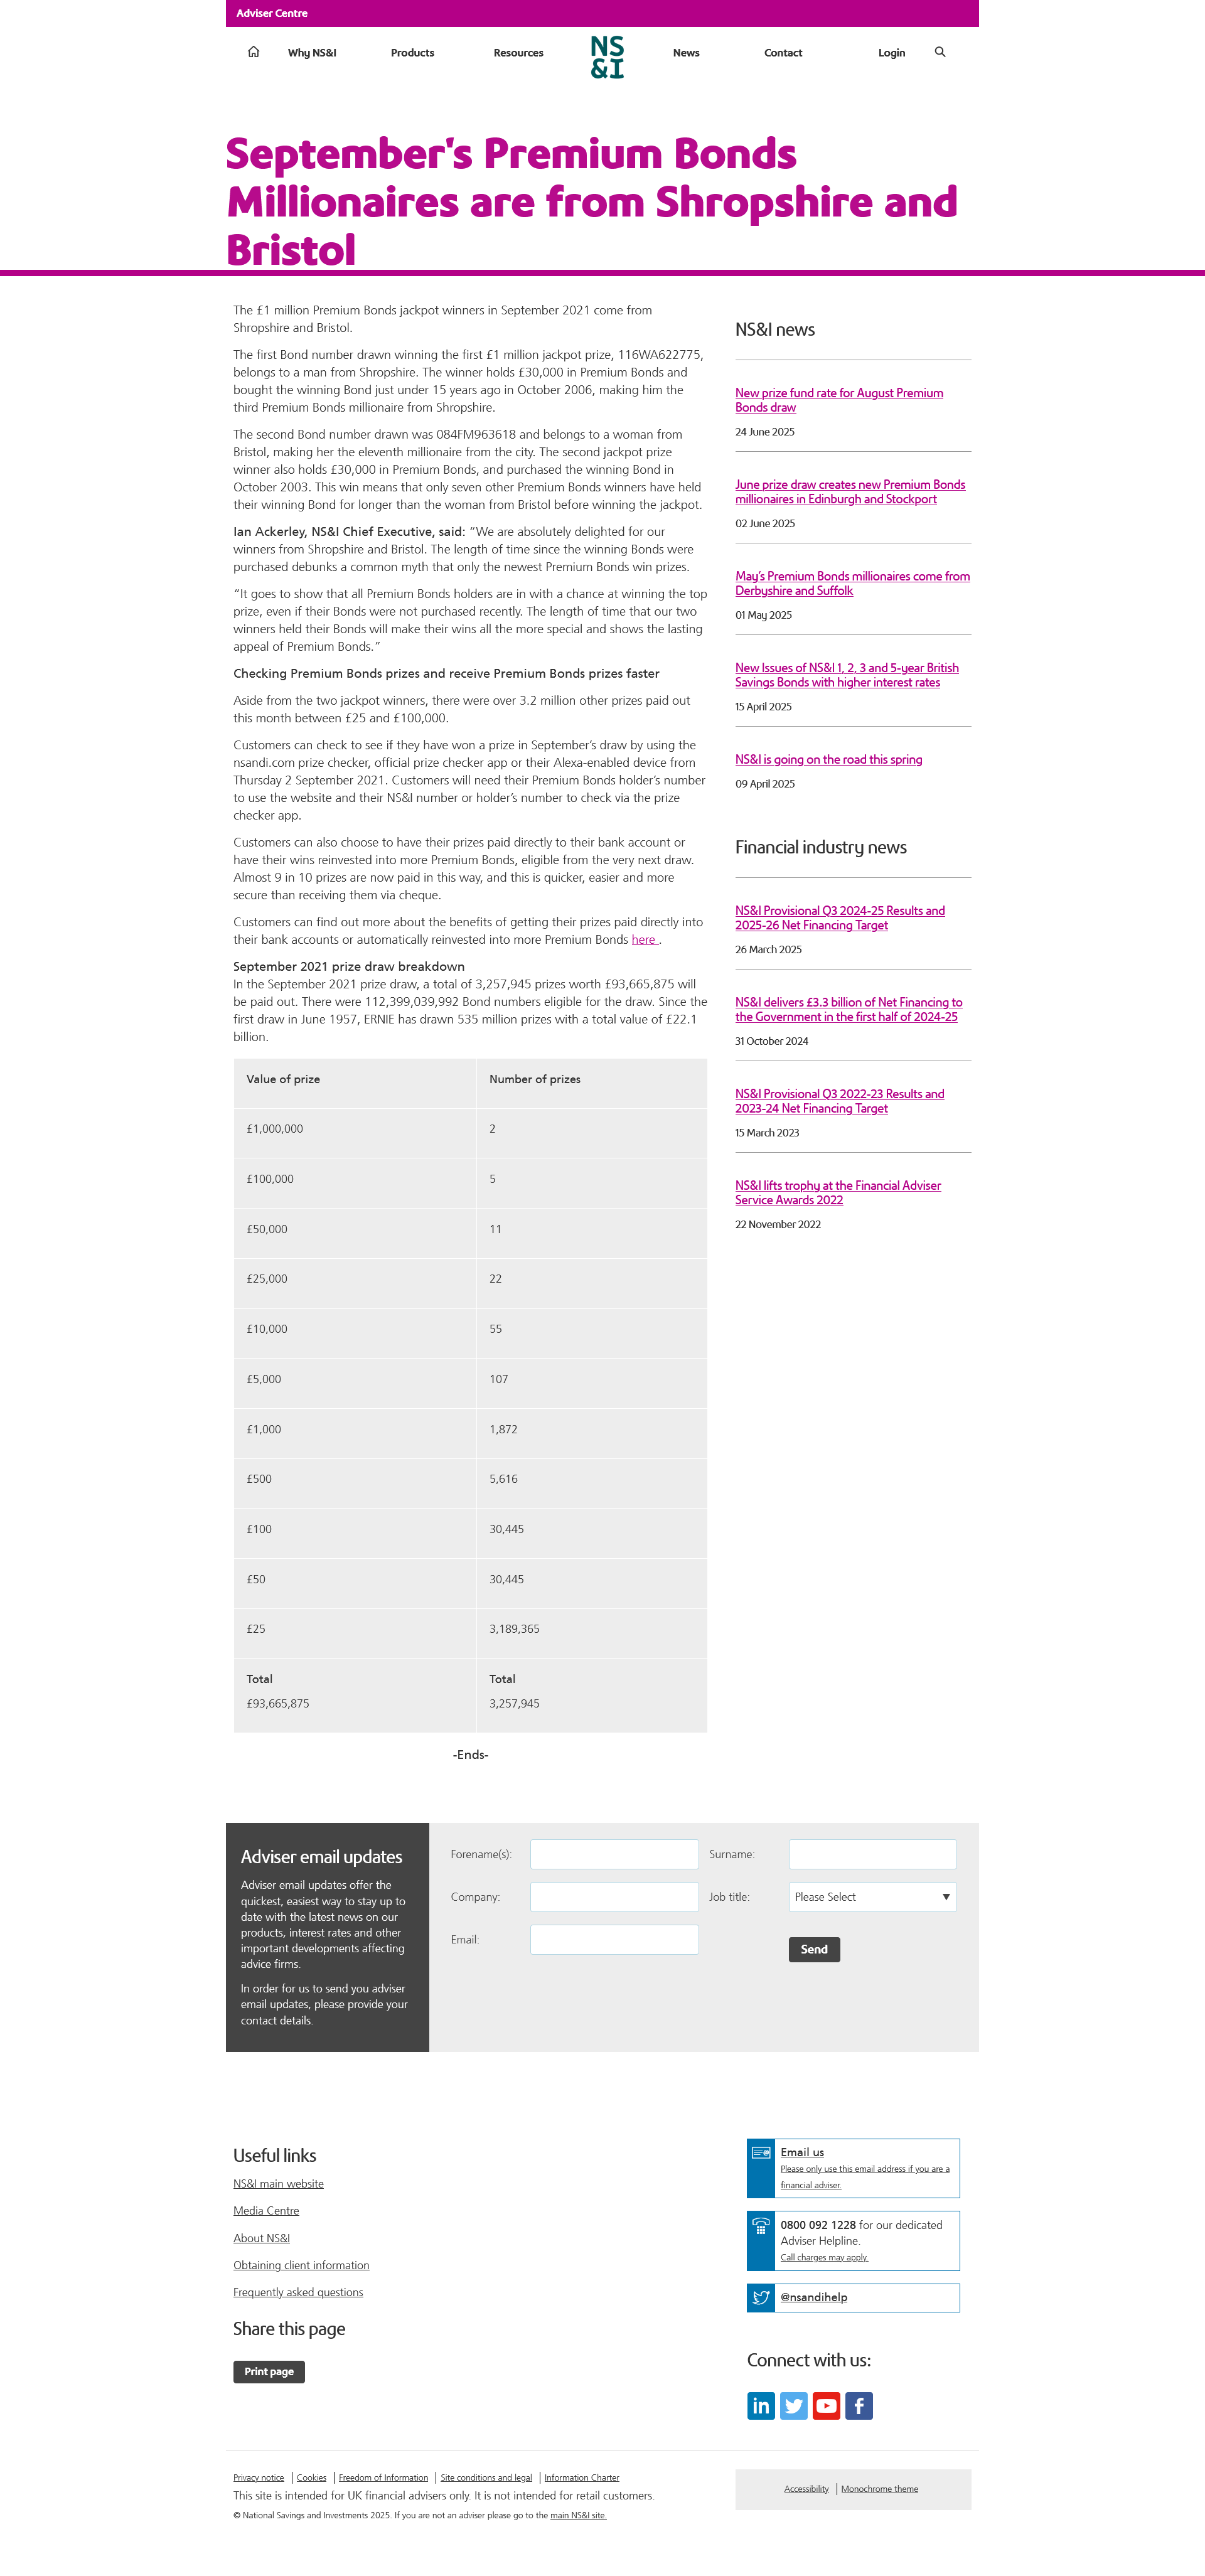 Adviser Centre
Why NS&I
Products
Resources
NS
&I
News
Contact
Login
September's Premium Bonds
Millionaires are from Shropshire and
Bristol
The £1 million Premium Bonds jackpot winners in September 2021 come from
Shropshire and Bristol.
The first Bond number drawn winning the first £1 million jackpot prize, 116WA622775,
belongs to a man from Shropshire. The winner holds £30,000 in Premium Bonds and
bought the winning Bond just under 15 years ago in October 2006, making him the
third Premium Bonds millionaire from Shropshire.
The second Bond number drawn was 084FM963618 and belongs to a woman from
Bristol, making her the eleventh millionaire from the city. The second jackpot prize
winner also holds £30,000 in Premium Bonds, and purchased the winning Bond in
October 2003. This win means that only seven other Premium Bonds winners have held
their winning Bond for longer than the woman from Bristol before winning the jackpot.
Ian Ackerley, NS&I Chief Executive, said: “We are absolutely delighted for our
winners from Shropshire and Bristol. The length of time since the winning Bonds were
purchased debunks a common myth that only the newest Premium Bonds win prizes.
“It goes to show that all Premium Bonds holders are in with a chance at winning the top
prize, even if their Bonds were not purchased recently. The length of time that our two
winners held their Bonds will make their wins all the more special and shows the lasting
appeal of Premium Bonds.”
Checking Premium Bonds prizes and receive Premium Bonds prizes faster
Aside from the two jackpot winners, there were over 3.2 million other prizes paid out
this month between £25 and £100,000.
Customers can check to see if they have won a prize in September’s draw by using the
nsandi.com prize checker, official prize checker app or their Alexa-enabled device from
Thursday 2 September 2021. Customers will need their Premium Bonds holder’s number
to use the website and their NS&I number or holder’s number to check via the prize
checker app.
Customers can also choose to have their prizes paid directly to their bank account or
have their wins reinvested into more Premium Bonds, eligible from the very next draw.
Almost 9 in 10 prizes are now paid in this way, and this is quicker, easier and more
secure than receiving them via cheque.
Customers can find out more about the benefits of getting their prizes paid directly into
their bank accounts or automatically reinvested into more Premium Bonds here .
September 2021 prize draw breakdown
In the September 2021 prize draw, a total of 3,257,945 prizes worth £93,665,875 will
be paid out. There were 112,399,039,992 Bond numbers eligible for the draw. Since the
first draw in June 1957, ERNIE has drawn 535 million prizes with a total value of £22.1
billion.
Value of prize
Number of prizes
£1,000,000
2
£100,000
5
£50,000
11
£25,000
22
£10,000
55
£5,000
107
£1,000
1,872
£500
5,616
£100
30,445
£50
30,445
£25
3,189,365
Total
Total
£93,665,875
3,257,945
-Ends-
NS&I news
New prize fund rate for August Premium
Bonds draw
24 June 2025
June prize draw creates new Premium Bonds
millionaires in Edinburgh and Stockport
02 June 2025
May’s Premium Bonds millionaires come from
Derbyshire and Suffolk
01 May 2025
New Issues of NS&I 1, 2, 3 and 5-year British
Savings Bonds with higher interest rates
15 April 2025
NS&I is going on the road this spring
09 April 2025
Financial industry news
NS&I Provisional Q3 2024-25 Results and
2025-26 Net Financing Target
26 March 2025
NS&I delivers £3.3 billion of Net Financing to
the Government in the first half of 2024-25
31 October 2024
NS&I Provisional Q3 2022-23 Results and
2023-24 Net Financing Target
15 March 2023
NS&I lifts trophy at the Financial Adviser
Service Awards 2022
22 November 2022
Adviser email updates
Adviser email updates offer the
quickest, easiest way to stay up to
date with the latest news on our
products, interest rates and other
important developments affecting
advice firms.
In order for us to send you adviser
email updates, please provide your
contact details.
Forename(s):
Surname:
Company:
Job title:
Please Select
Email:
Send
Useful links
NS&I main website
Media Centre
About NS&I
Obtaining client information
Frequently asked questions
Share this page
Print page
Email us
Please only use this email address if you are a
financial adviser.
0800 092 1228 for our dedicated
Adviser Helpline.
Call charges may apply.
@nsandihelp
Connect with us:
Privacy notice
Cookies
Freedom of Information
Site conditions and legal
Information Charter
This site is intended for UK financial advisers only. It is not intended for retail customers.
© National Savings and Investments 2025. If you are not an adviser please go to the main NS&I site.
Accessibility
Monochrome theme